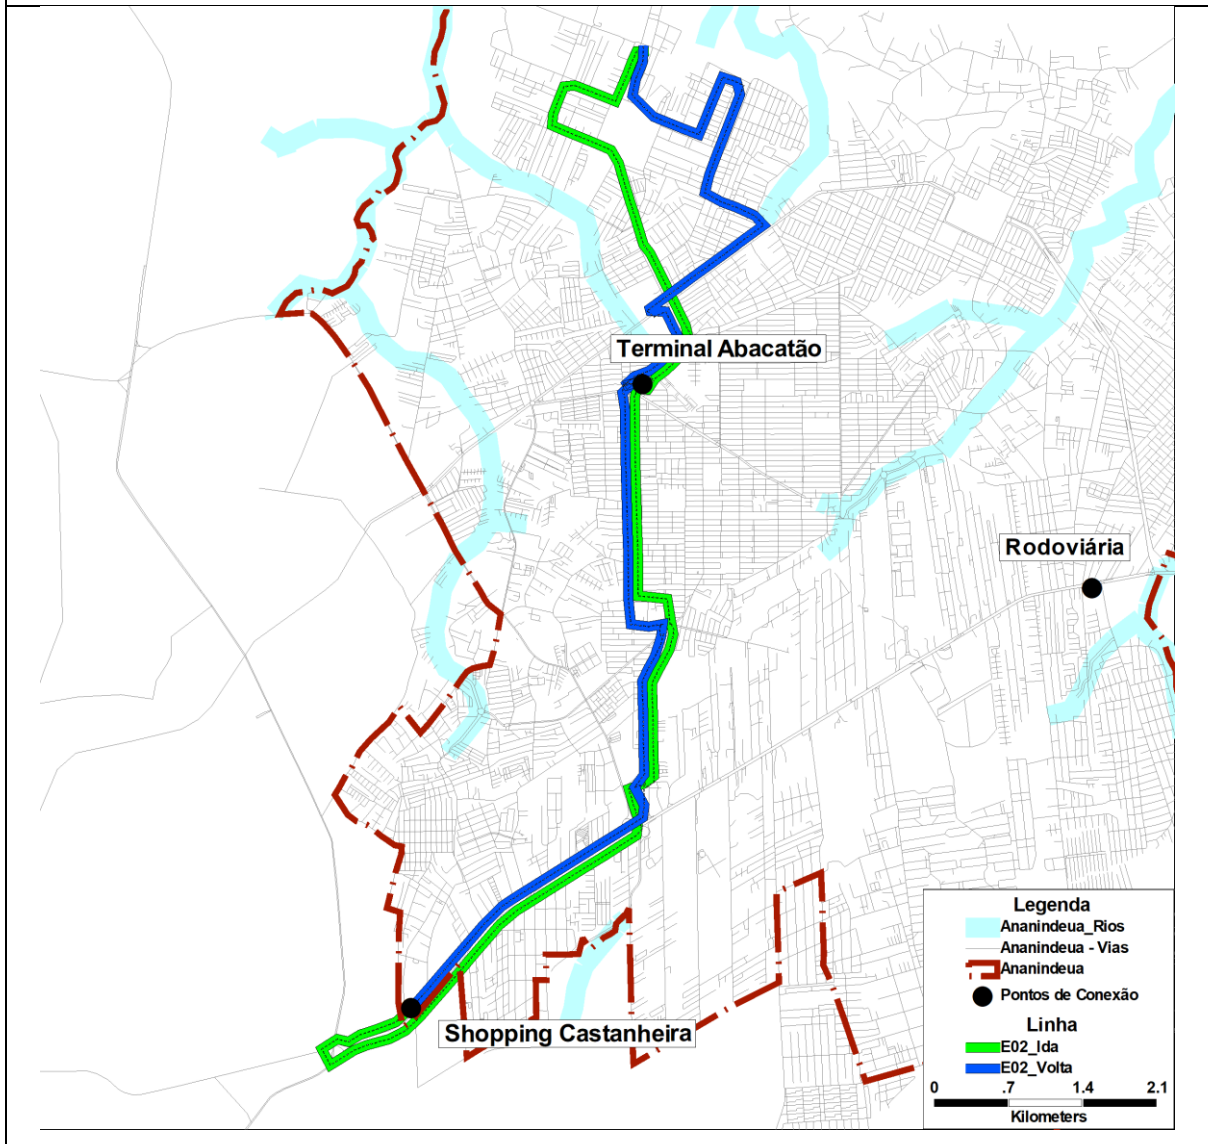 Terminal Abacatão
Rodoviária
Shopping Castanheira
Legenda
Ananindeua_Rios
Ananindeua - Vias
Ananindeua
Pontos de Conexão
Linha
E02_Ida
E02_Volta
0 .7 1.4 2.1
Kilometers